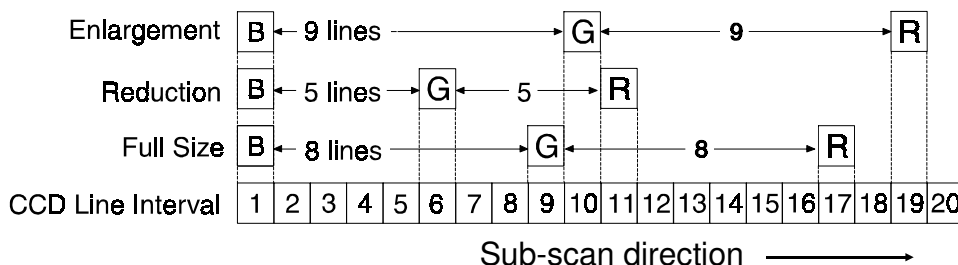 Enlargement B 9 lines G 9 R
Reduction B 5 lines G 5 R
Full Size B 8 lines G 8 R
CCD Line Interval 1 2 3 4 5 6 7 8 9 10 11 12 13 14 15 16 17 18 19 20
Sub-scan direction